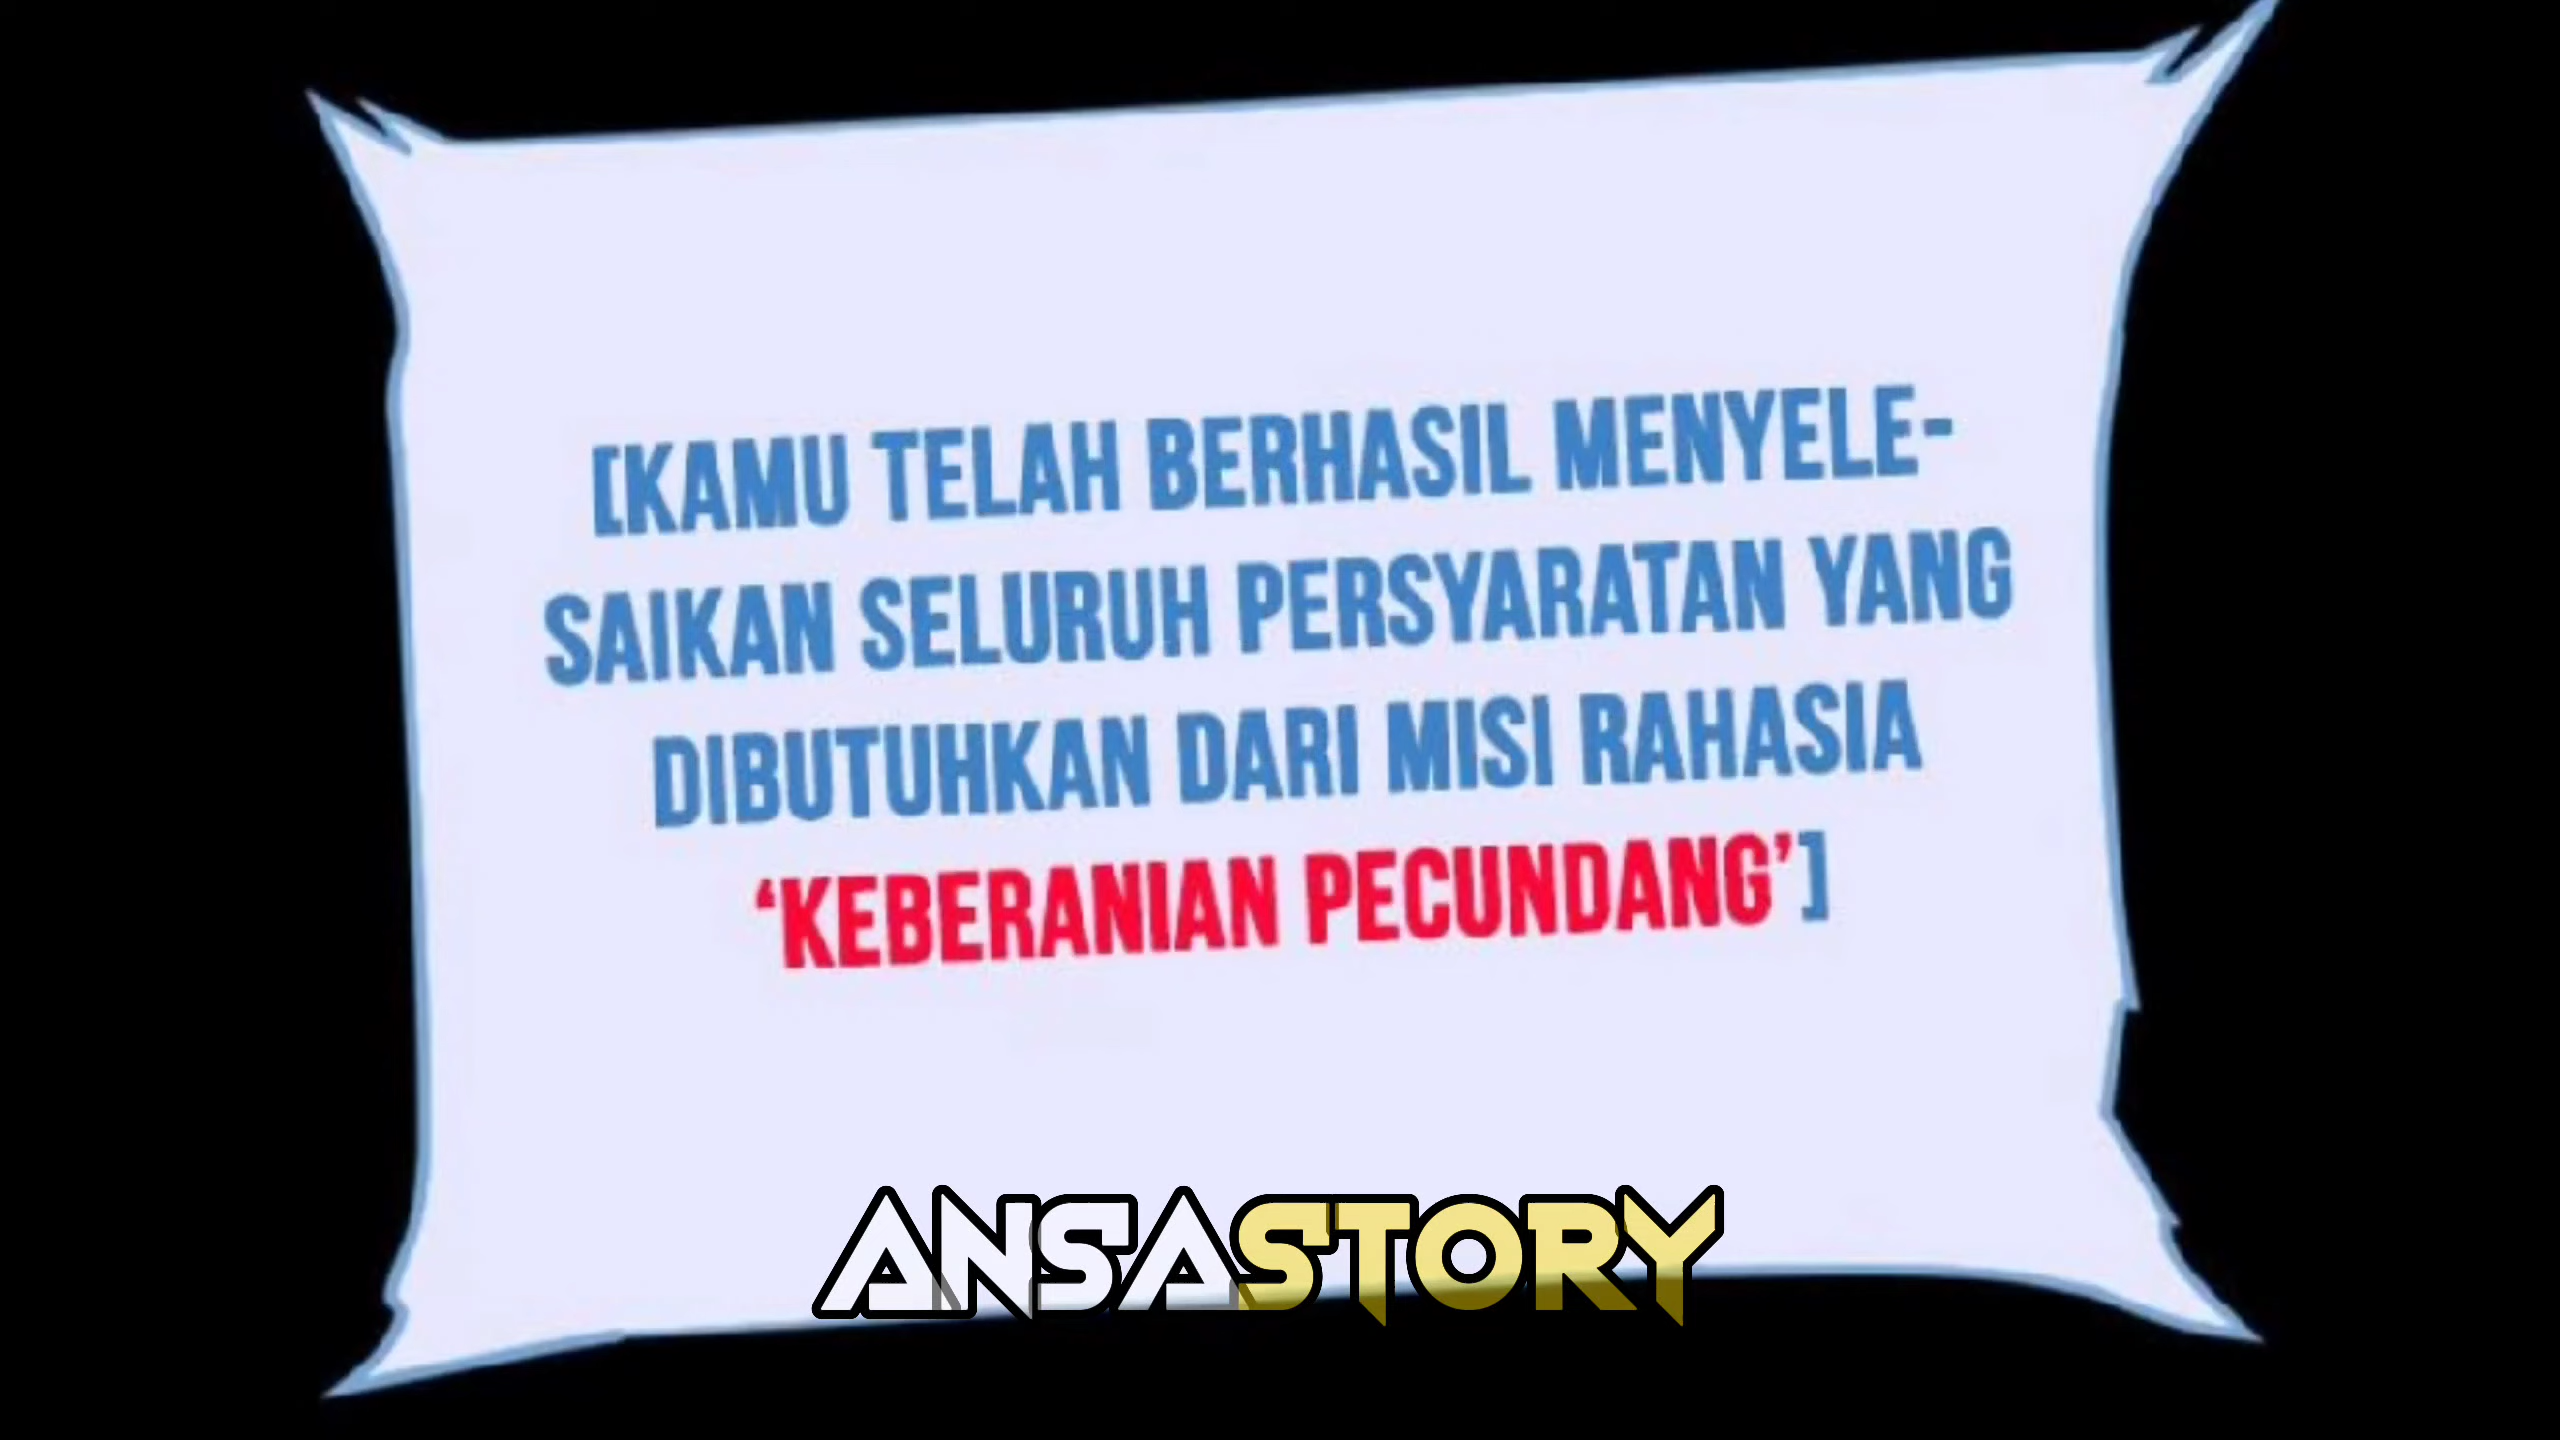 [KAMU TELAH BERHASIL MENYELE-
SAIKAN SELURUH PERSYARATAN YANG
DIBUTUHKAN DARI MISI RAHASIA
‘KEBERANIAN PECUNDANG’]
ANSASTORY